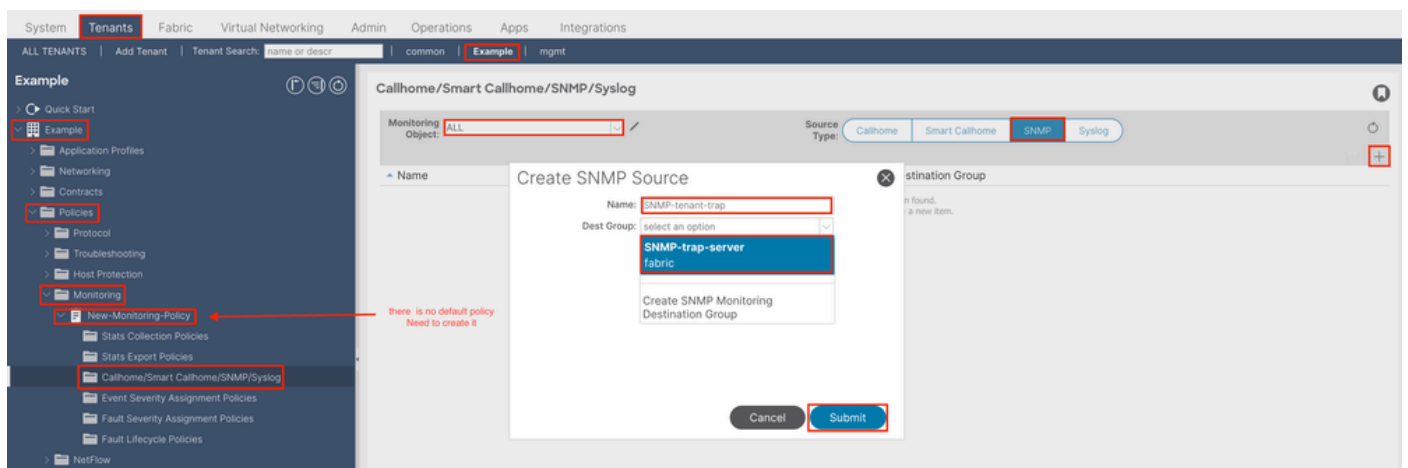 System Tenants Fabric Virtual Networking Admin Operations Apps Integrations
ALL TENANTS | Add Tenant | Tenant Search: name or descr | common | Example | mgmt
Example
Quick Start
Example
Application Profiles
Networking
Contracts
Policies
Protocol
Troubleshooting
Host Protection
Monitoring
New-Monitoring-Policy
Stats Collection Policies
Stats Export Policies
Callhome/Smart Callhome/SNMP/Syslog
Event Severity Assignment Policies
Fault Severity Assignment Policies
Fault Lifecycle Policies
NetFlow
there is no default policy
Need to create it
Callhome/Smart Callhome/SNMP/Syslog
Monitoring Object: ALL
Source Type: Callhome Smart Callhome SNMP Syslog
Name
stination Group
n found.
a new item.
Create SNMP Source
Name: SNMP-tenant-trap
Dest Group: select an option
SNMP-trap-server
fabric
Create SNMP Monitoring
Destination Group
Cancel Submit